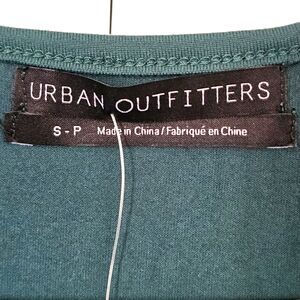 URBAN OUTFITTERS
S - P Made in China / Fabriqué en Chine